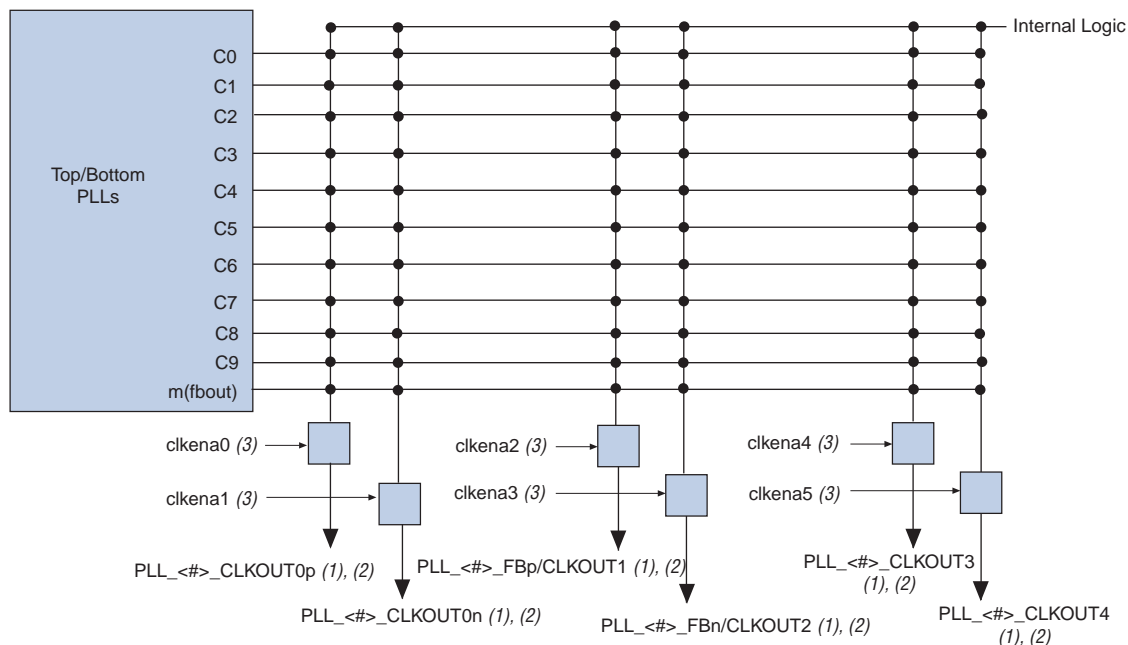 Internal Logic
C0
C1
C2
C3
Top/Bottom
PLLs
C4
C5
C6
C7
C8
C9
m(fbout)
clkena0 (3)
clkena2 (3)
clkena4 (3)
clkena1 (3)
clkena3 (3)
clkena5 (3)
PLL_<#>_CLKOUT0p (1), (2)
PLL_<#>_FBp/CLKOUT1 (1), (2)
PLL_<#>_CLKOUT3
(1), (2)
PLL_<#>_CLKOUT0n (1), (2)
PLL_<#>_FBn/CLKOUT2 (1), (2)
PLL_<#>_CLKOUT4
(1), (2)